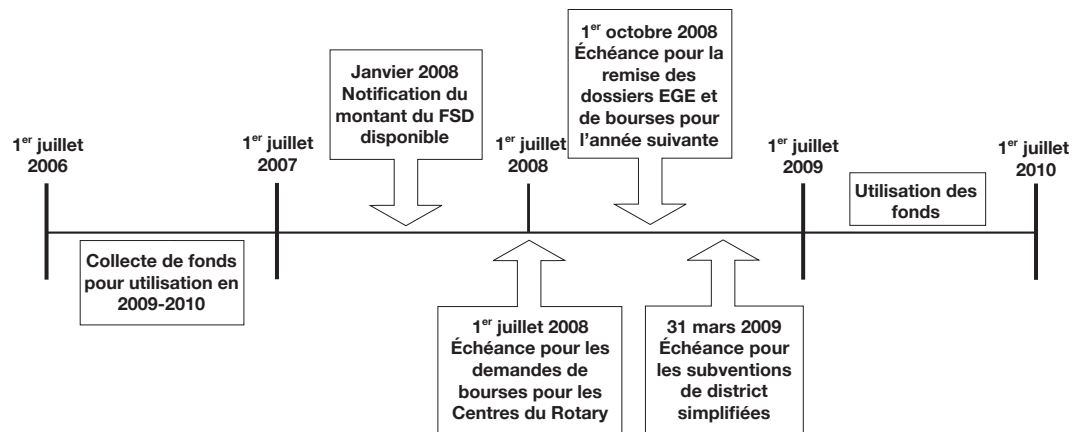 1er juillet
2006
Collecte de fonds
pour utilisation en
2009-2010
1er juillet
2007
Janvier 2008
Notification du
montant du FSD
disponible
1er juillet
2008
1er juillet 2008
Échéance pour les
demandes de
bourses pour les
Centres du Rotary
1er octobre 2008
Échéance pour la
remise des
dossiers EGE et
de bourses pour
l’année suivante
31 mars 2009
Échéance pour
les subventions
de district
simplifiées
1er juillet
2009
Utilisation des
fonds
1er juillet
2010